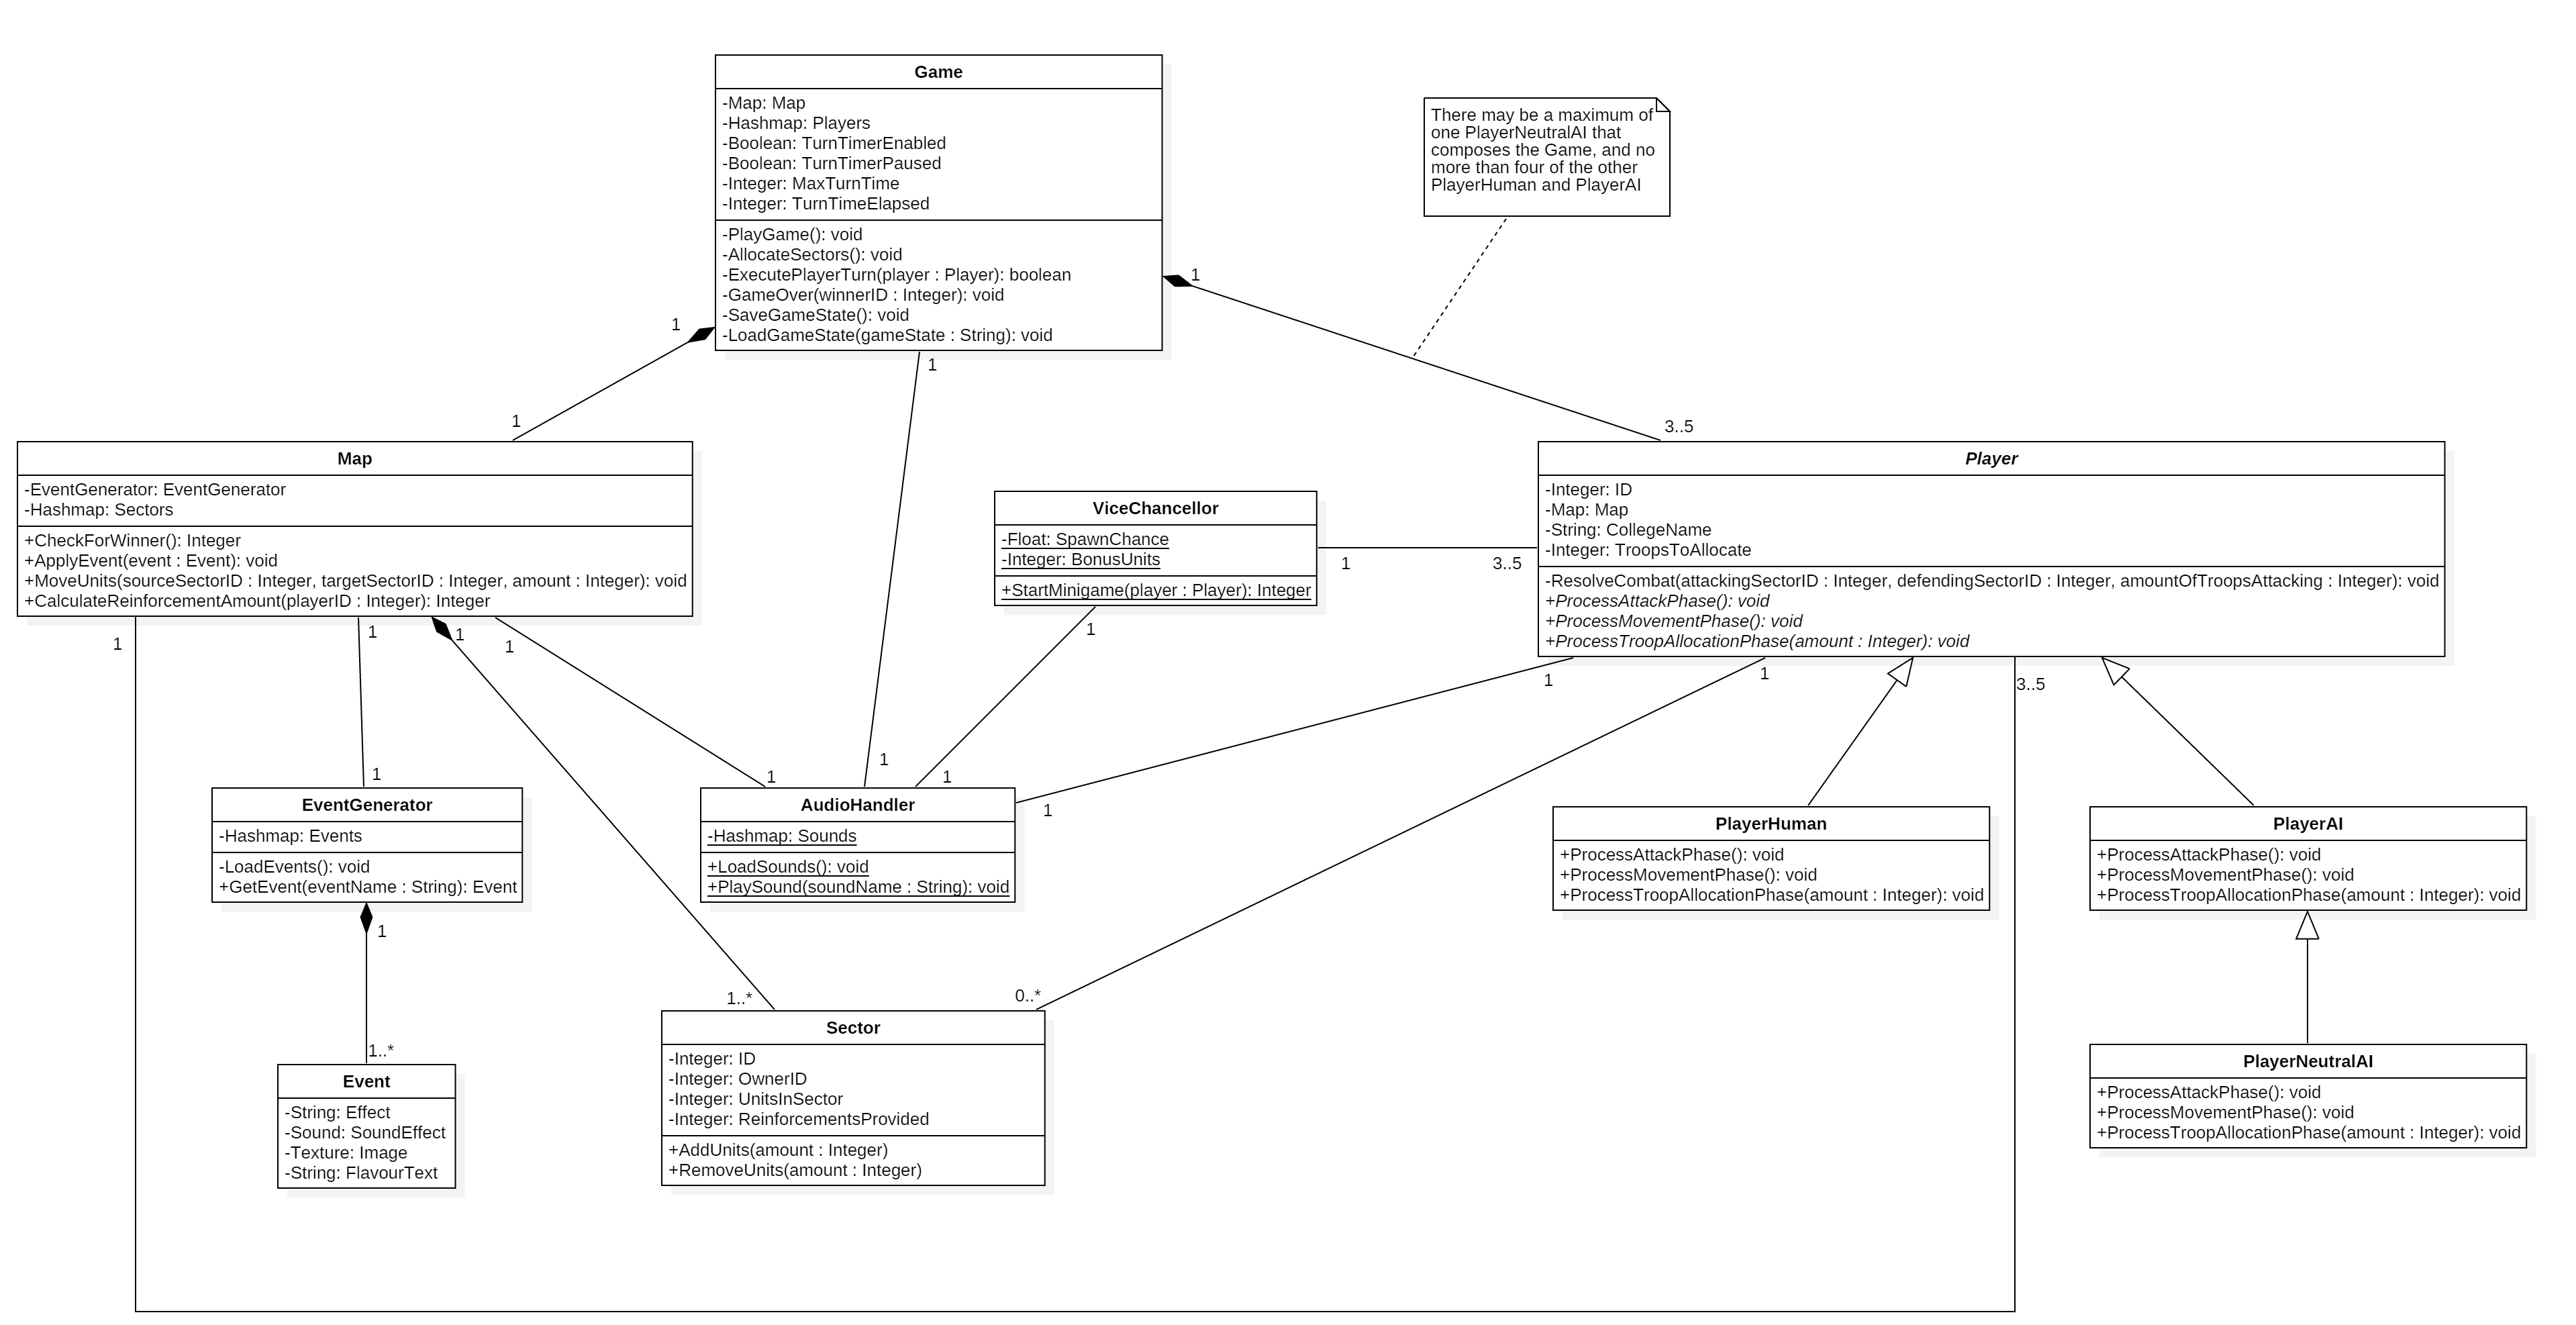 Game
-Map: Map
-Hashmap: Players
-Boolean: TurnTimerEnabled
-Boolean: TurnTimerPaused
-Integer: MaxTurnTime
-Integer: TurnTimeElapsed
-PlayGame(): void
-AllocateSectors(): void
-ExecutePlayerTurn(player : Player): boolean
-GameOver(winnerID : Integer): void
-SaveGameState(): void
-LoadGameState(gameState : String): void
There may be a maximum of
one PlayerNeutralAI that
composes the Game, and no
more than four of the other
PlayerHuman and PlayerAI
1
1
1
1
3..5
Map
-EventGenerator: EventGenerator
-Hashmap: Sectors
+CheckForWinner(): Integer
+ApplyEvent(event : Event): void
+MoveUnits(sourceSectorID : Integer, targetSectorID : Integer, amount : Integer): void
+CalculateReinforcementAmount(playerID : Integer): Integer
ViceChancellor
-Float: SpawnChance
-Integer: BonusUnits
+StartMinigame(player : Player): Integer
1
3..5
Player
-Integer: ID
-Map: Map
-String: CollegeName
-Integer: TroopsToAllocate
-ResolveCombat(attackingSectorID : Integer, defendingSectorID : Integer, amountOfTroopsAttacking : Integer): void
+ProcessAttackPhase(): void
+ProcessMovementPhase(): void
+ProcessTroopAllocationPhase(amount : Integer): void
1
1
1
1
1
1
1
3..5
1
1
1
1
1
EventGenerator
-Hashmap: Events
-LoadEvents(): void
+GetEvent(eventName : String): Event
AudioHandler
-Hashmap: Sounds
+LoadSounds(): void
+PlaySound(soundName : String): void
PlayerHuman
+ProcessAttackPhase(): void
+ProcessMovementPhase(): void
+ProcessTroopAllocationPhase(amount : Integer): void
PlayerAI
+ProcessAttackPhase(): void
+ProcessMovementPhase(): void
+ProcessTroopAllocationPhase(amount : Integer): void
1
1..*
1..*
0..*
Event
-String: Effect
-Sound: SoundEffect
-Texture: Image
-String: FlavourText
Sector
-Integer: ID
-Integer: OwnerID
-Integer: UnitsInSector
-Integer: ReinforcementsProvided
+AddUnits(amount : Integer)
+RemoveUnits(amount : Integer)
PlayerNeutralAI
+ProcessAttackPhase(): void
+ProcessMovementPhase(): void
+ProcessTroopAllocationPhase(amount : Integer): void